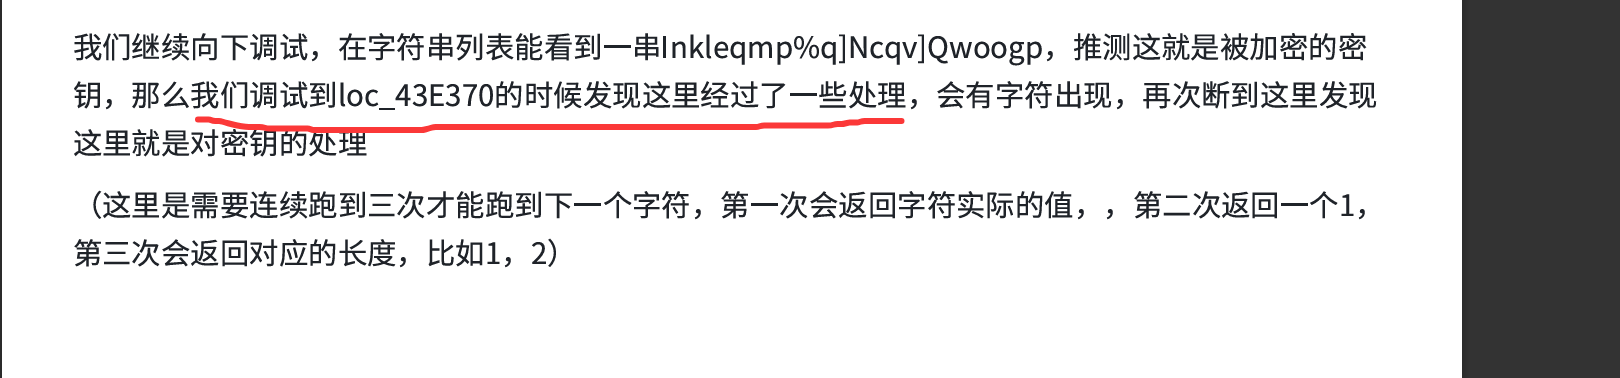 我们继续向下调试，在字符串列表能看到一串Inkleqmp%q]Ncqv]Qwoogp，推测这就是被加密的密
钥，那么我们调试到loc_43E370的时候发现这里经过了一些处理，会有字符出现，再次断到这里发现
这里就是对密钥的处理
（这里是需要连续跑到三次才能跑到下一个字符，第一次会返回字符实际的值，，第二次返回一个1，
第三次会返回对应的长度，比如1，2）